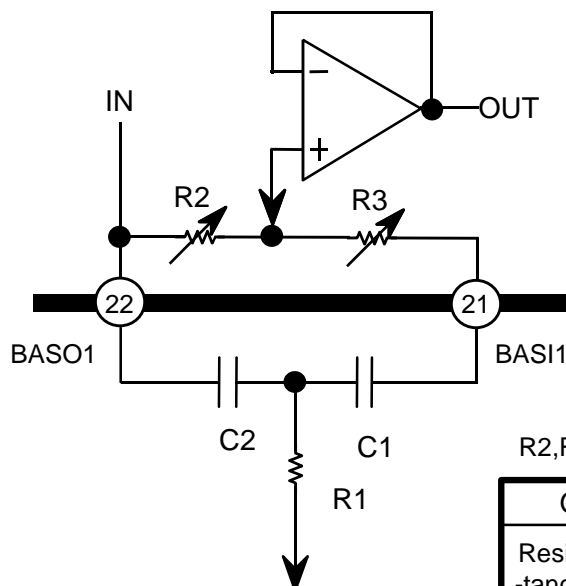 IN
OUT
−
+
R2
R3
22
21
BASO1
BASI1
C2
C1
R1
R2,
Resi
-tanc